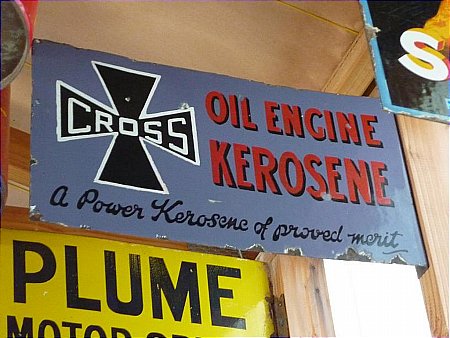 CROSS
OIL ENGINE
KEROSENE
A Power Kerosene of proved merit
PLUME
MOTOR
S